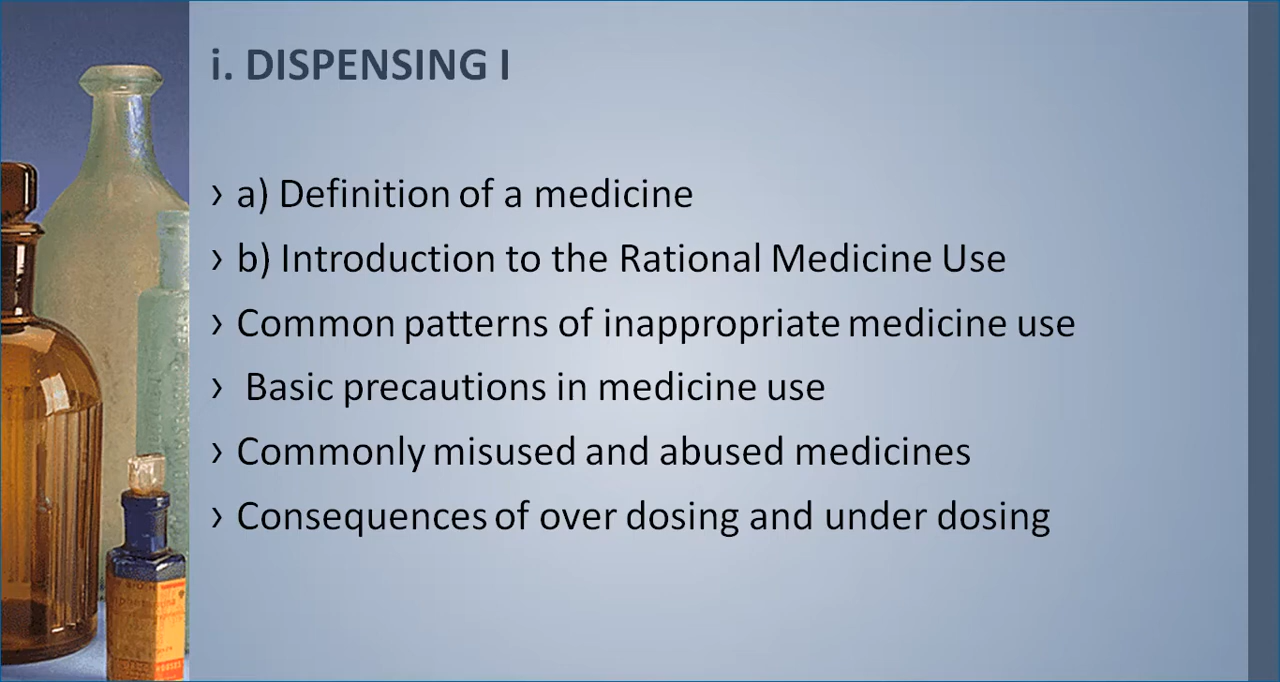 i. DISPENSING I
› a) Definition of a medicine
› b) Introduction to the Rational Medicine Use
› Common patterns of inappropriate medicine use
› Basic precautions in medicine use
› Commonly misused and abused medicines
› Consequences of over dosing and under dosing